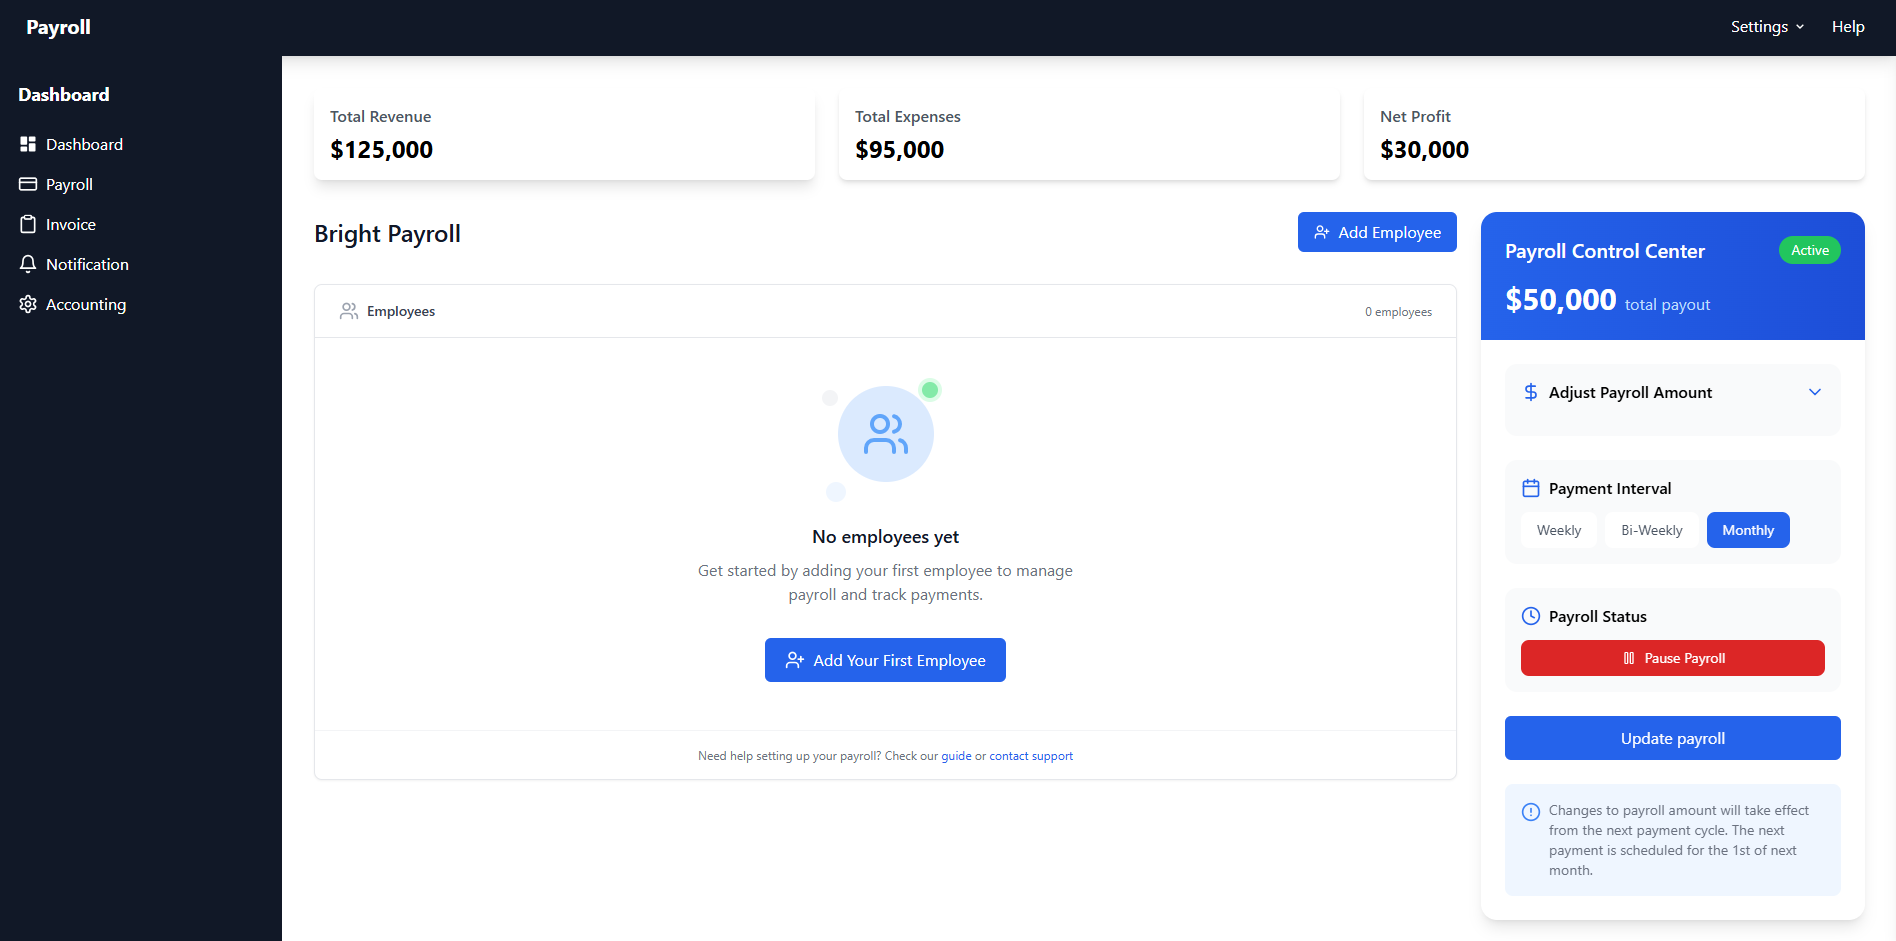 Payroll
Settings
Help
Dashboard
Dashboard
Payroll
Invoice
Notification
Accounting
Total Revenue
$125,000
Total Expenses
$95,000
Net Profit
$30,000
Bright Payroll
Add Employee
Employees
0 employees
No employees yet
Get started by adding your first employee to manage
payroll and track payments.
Add Your First Employee
Need help setting up your payroll? Check our guide or contact support
Payroll Control Center
Active
$50,000 total payout
Adjust Payroll Amount
Payment Interval
Weekly
Bi-Weekly
Monthly
Payroll Status
Pause Payroll
Update payroll
Changes to payroll amount will take effect
from the next payment cycle. The next
payment is scheduled for the 1st of next
month.